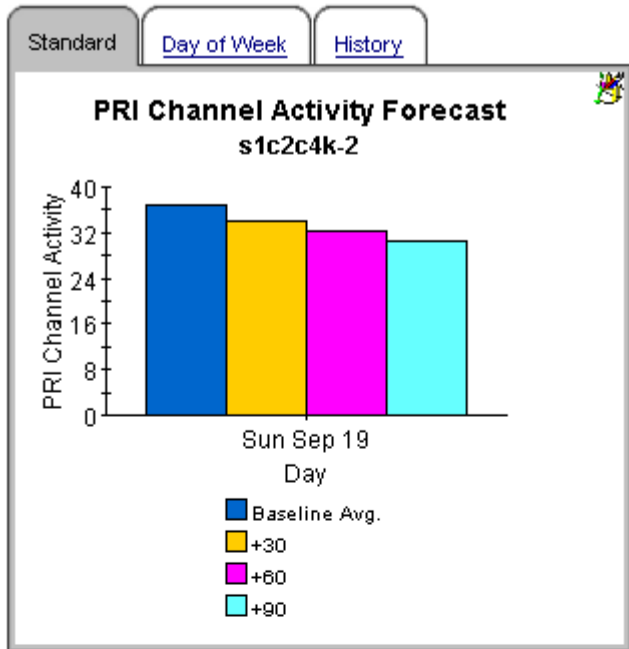 Standard Day of Week History
PRI Channel Activity Forecast
s1c2c4k-2
PRI Channel Activity
40
32
24
16
8
0
Sun Sep 19
Day
Baseline Avg.
+30
+60
+90